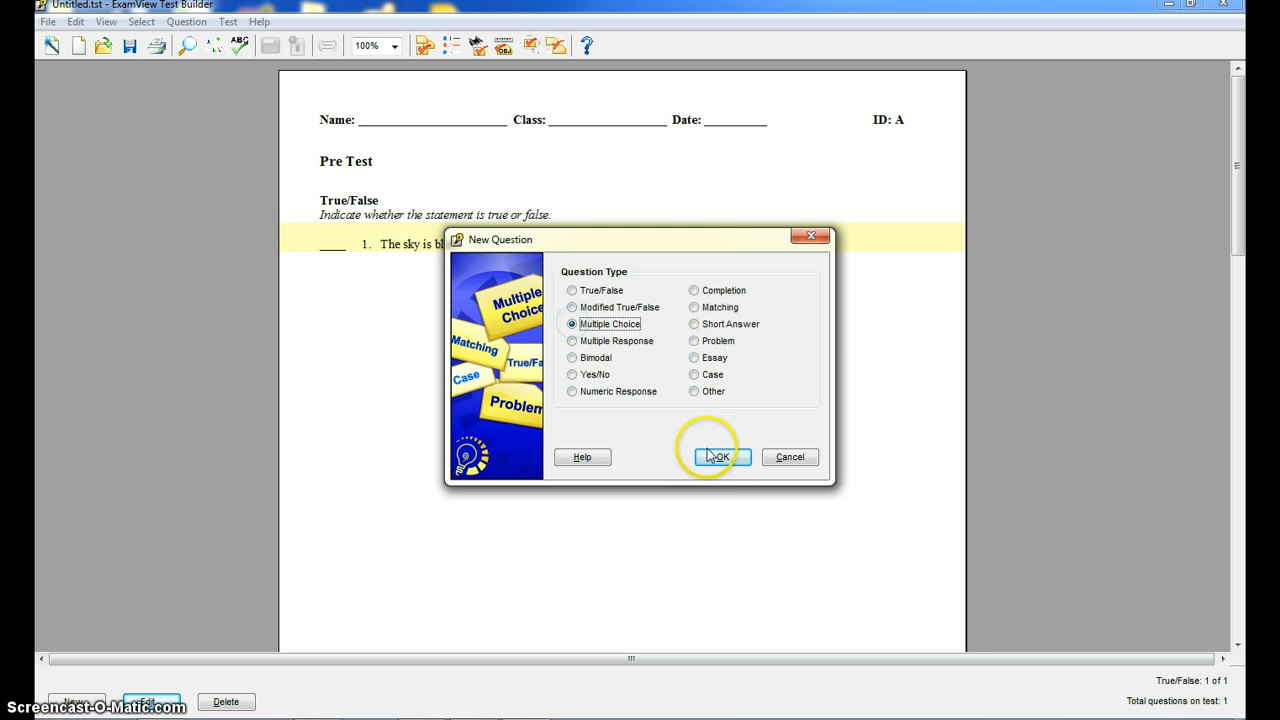 Untitled.tst - ExamView Test Builder
File Edit View Select Question Test Help
ABC 100% OBJ ?
Name: Class: Date: ID: A
Pre Test
True/False
Indicate whether the statement is true or false.
1. The sky is bl
New Question
Multiple Choice
Matching
True/Fa
Case
Problem
Question Type
True/False Completion
Modified True/False Matching
Multiple Choice Short Answer
Multiple Response Problem
Bimodal Essay
Yes/No Case
Numeric Response Other
Help OK Cancel
True/False: 1 of 1
New Edit Delete
Total questions on test: 1
Screencast-O-Matic.com